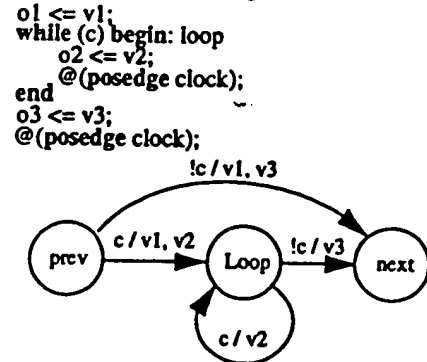 o1 <= v1;
while (c) begin: loop
o2 <= v2;
@(posedge clock);
end
o3 <= v3;
@(posedge clock);
!c / v1, v3
prev
c / v1, v2
Loop
!c / v3
next
c / v2